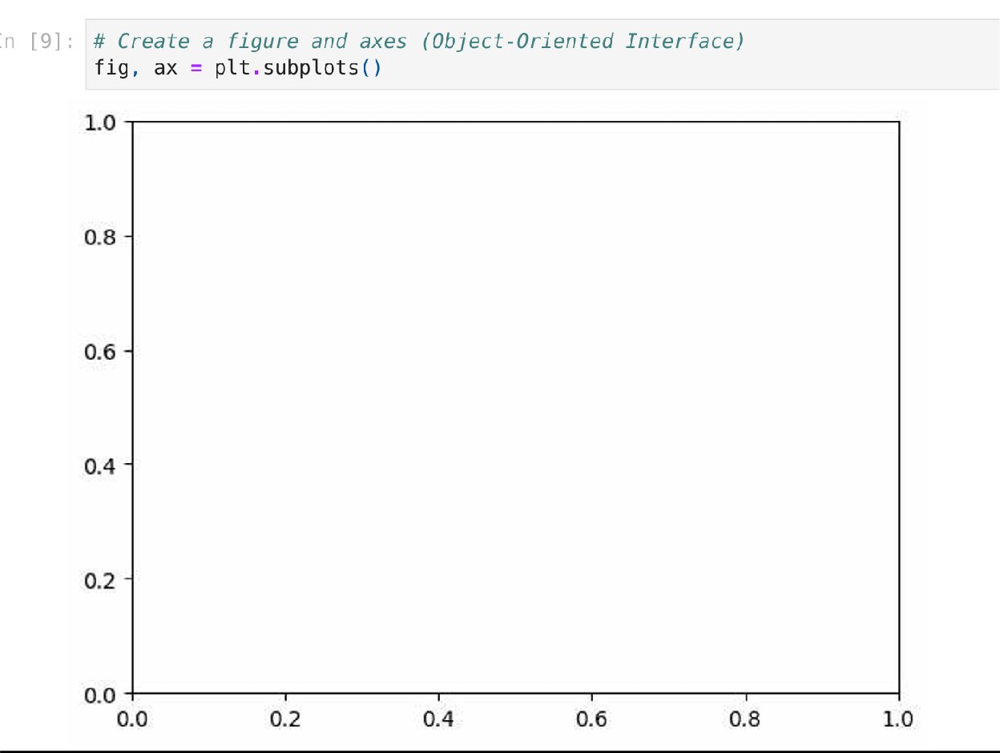 n [9]:
# Create a figure and axes (Object-Oriented Interface)
fig, ax = plt.subplots()
1.0
0.8
0.6
0.4
0.2
0.0
0.0 0.2 0.4 0.6 0.8 1.0